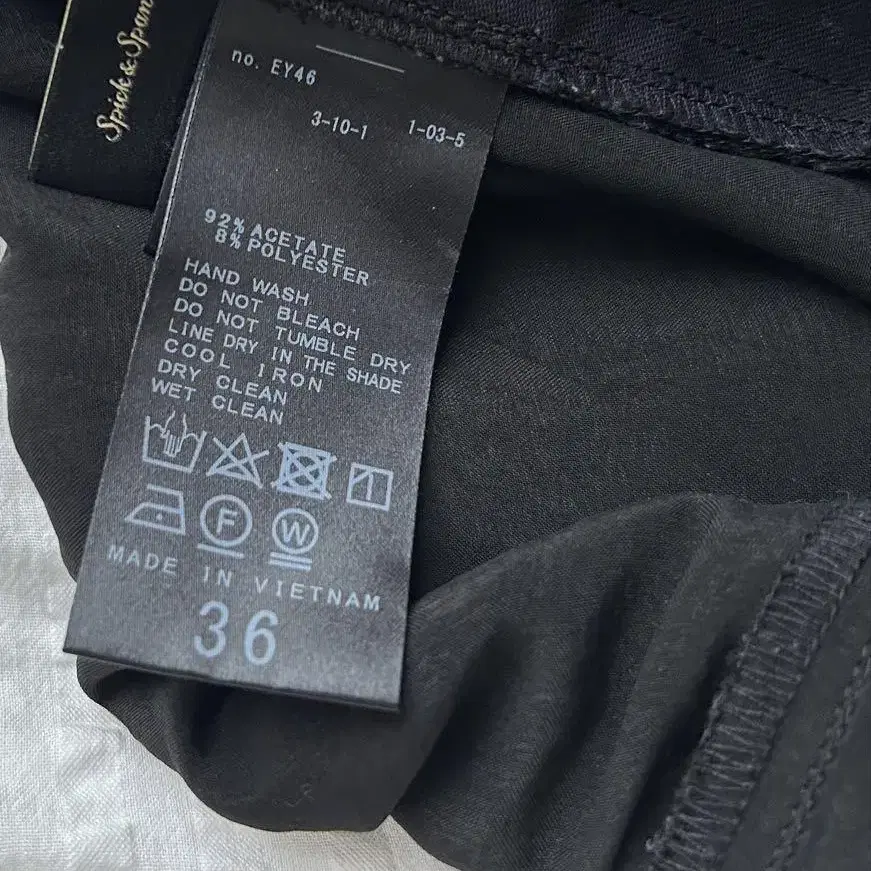 Spick & Span
no. EY46
3-10-1 1-03-5
92% ACETATE
8% POLYESTER
HAND WASH
DO NOT BLEACH
DO NOT TUMBLE DRY
LINE DRY IN THE SHADE
COOL IRON
DRY CLEAN
WET CLEAN
F W
MADE IN VIETNAM
36